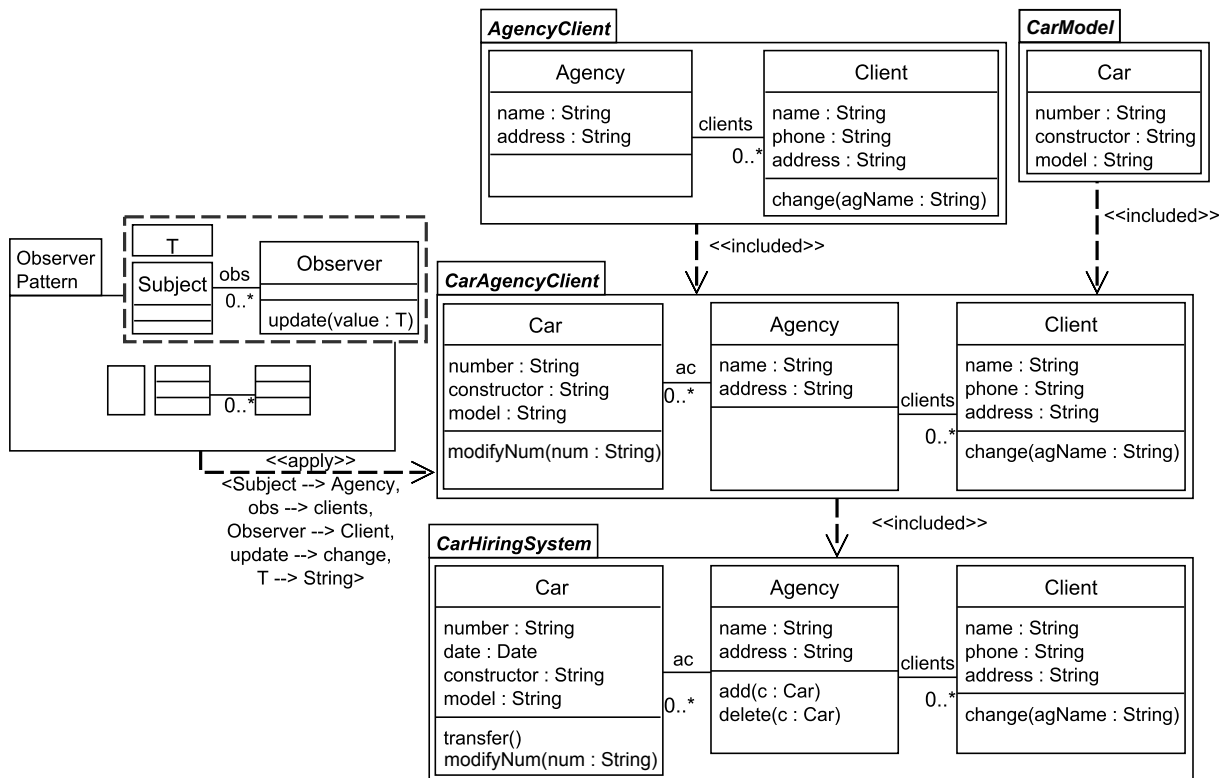 AgencyClient
Agency
name : String
address : String
clients
0..*
Client
name : String
phone : String
address : String
change(agName : String)
CarModel
Car
number : String
constructor : String
model : String
<<included>>
<<included>>
Observer
Pattern
T
Subject
obs
0..*
Observer
update(value : T)
0..*
<<apply>>
<Subject --> Agency,
obs --> clients,
Observer --> Client,
update --> change,
T --> String>
CarAgencyClient
Car
number : String
constructor : String
model : String
modifyNum(num : String)
ac
0..*
Agency
name : String
address : String
clients
0..*
Client
name : String
phone : String
address : String
change(agName : String)
<<included>>
CarHiringSystem
Car
number : String
date : Date
constructor : String
model : String
transfer()
modifyNum(num : String)
ac
0..*
Agency
name : String
address : String
add(c : Car)
delete(c : Car)
clients
0..*
Client
name : String
phone : String
address : String
change(agName : String)